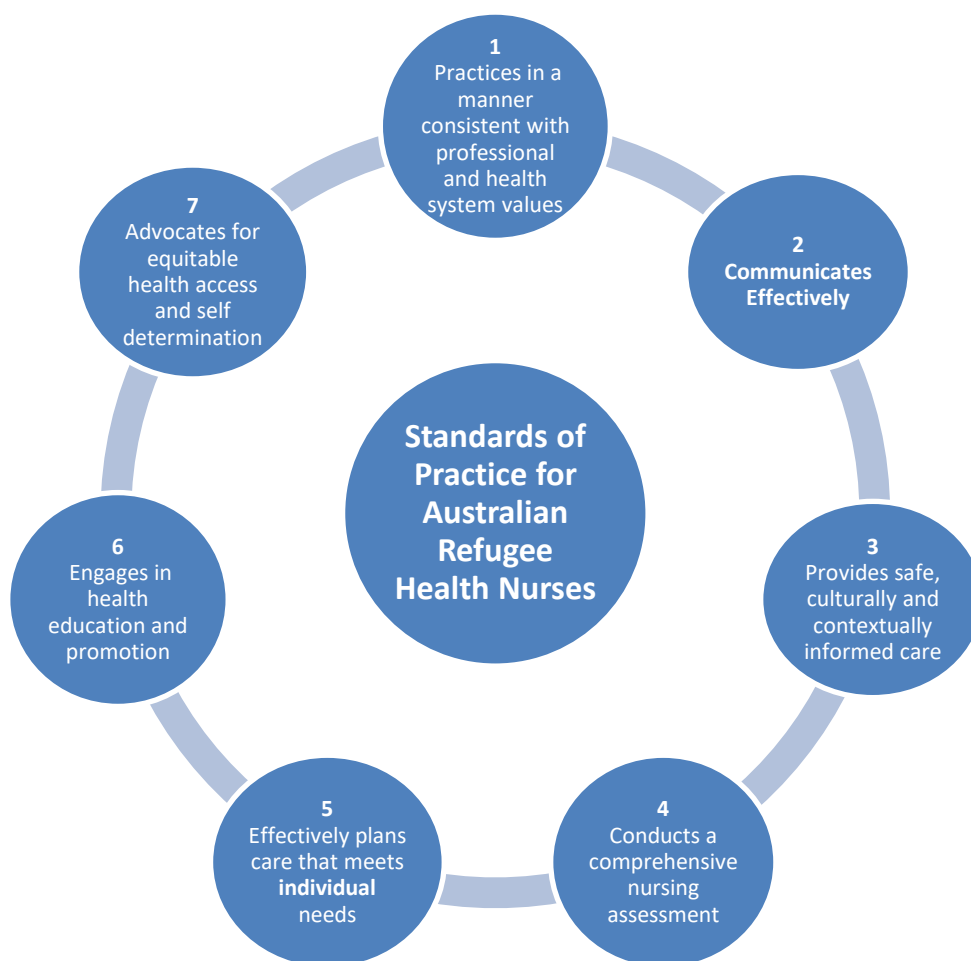 1
Practices in a
manner
consistent with
professional
and health
system values
2
Communicates
Effectively
3
Provides safe,
culturally and
contextually
informed care
4
Conducts a
comprehensive
nursing
assessment
5
Effectively plans
care that meets
individual
needs
6
Engages in
health
education and
promotion
7
Advocates for
equitable
health access
and self
determination
Standards of
Practice for
Australian
Refugee
Health Nurses